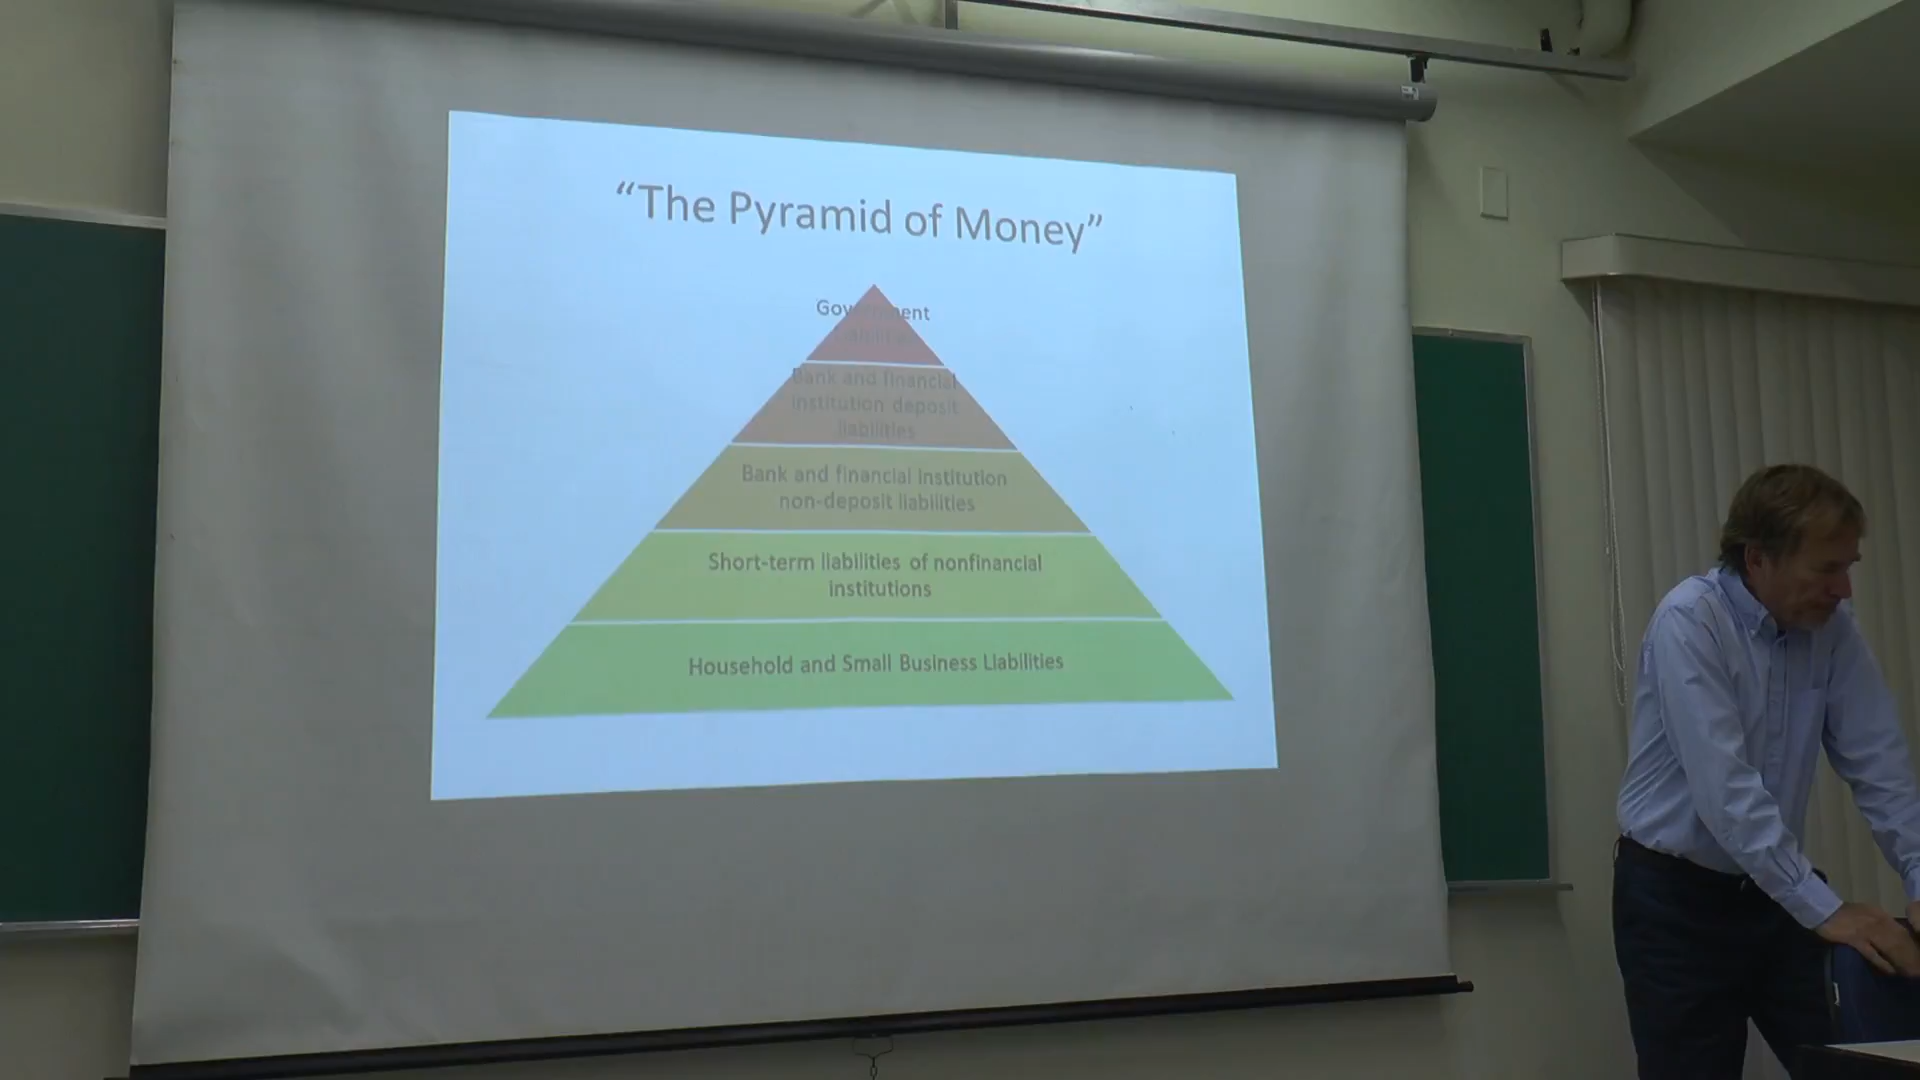 “The Pyramid of Money”
Government
Bank and financial
institution deposit
liabilities
Bank and financial institution
non-deposit liabilities
Short-term liabilities of nonfinancial
institutions
Household and Small Business Liabilities